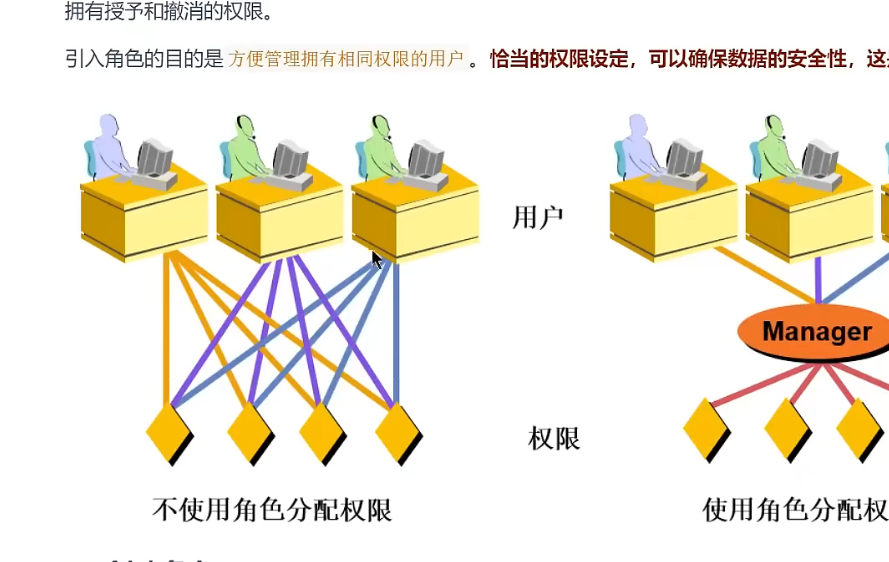 拥有授予和撤消的权限。
引入角色的目的是 方便管理拥有相同权限的用户 。恰当的权限设定，可以确保数据的安全性，这
用户
Manager
权限
不使用角色分配权限
使用角色分配权